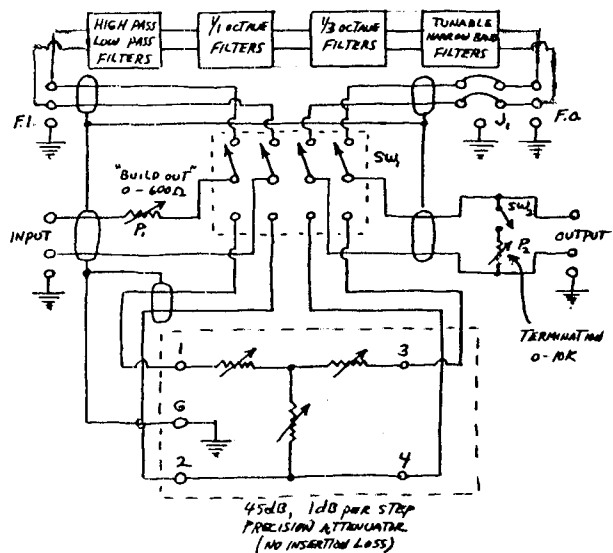 HIGH PASS
LOW PASS
FILTERS
1/1 OCTAVE
FILTERS
1/3 OCTAVE
FILTERS
TUNABLE
NARROW BAND
FILTERS
F.I.
J1
F.O.
"BUILD OUT"
0-600Ω
P1
SW1
INPUT
SW2
P2
OUTPUT
TERMINATION
0-10K
1
3
G
2
4
45dB, 1dB PER STEP
PRECISION ATTENUATOR
(NO INSERTION LOSS)